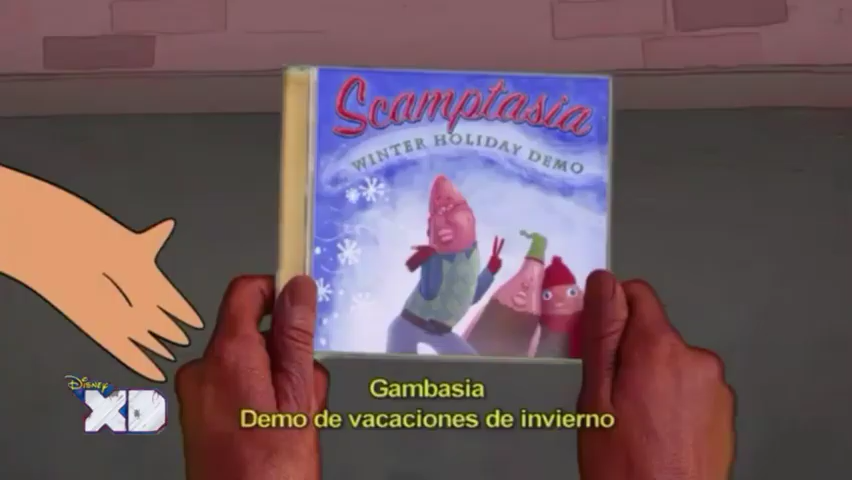 Scamptasia
WINTER HOLIDAY DEMO
Disney
XD
Gambasia
Demo de vacaciones de invierno